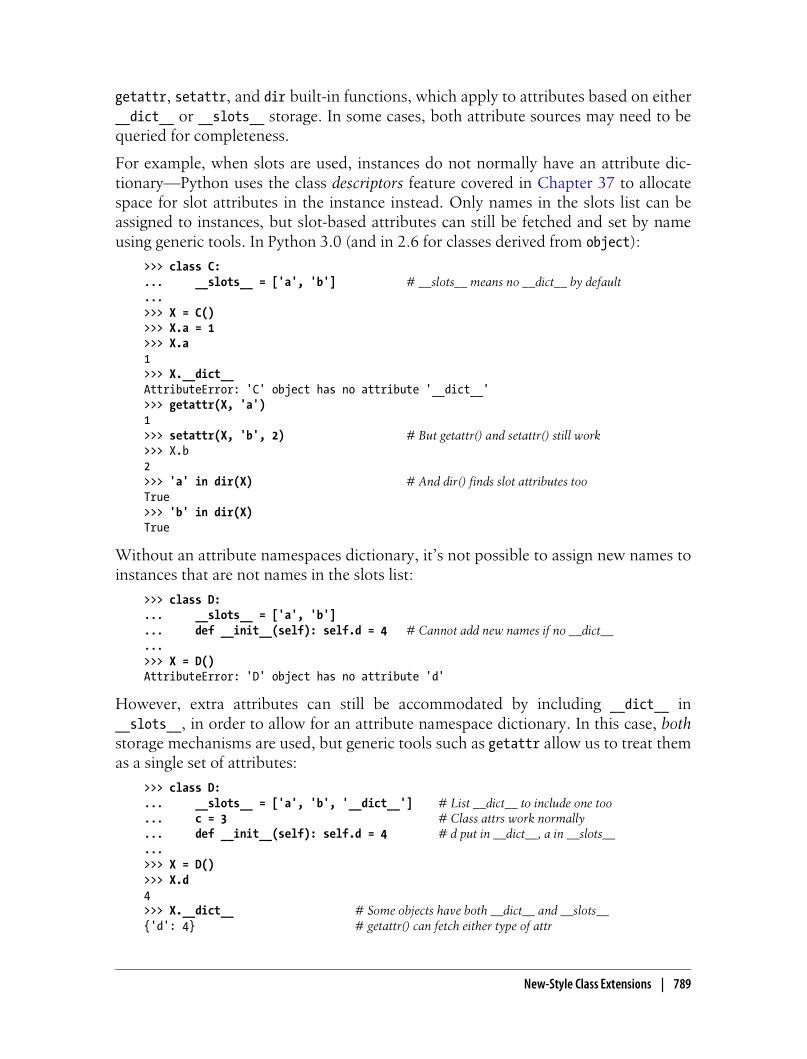 getattr, setattr, and dir built-in functions, which apply to attributes based on either
__dict__ or __slots__ storage. In some cases, both attribute sources may need to be
queried for completeness.
For example, when slots are used, instances do not normally have an attribute dic-
tionary—Python uses the class descriptors feature covered in Chapter 37 to allocate
space for slot attributes in the instance instead. Only names in the slots list can be
assigned to instances, but slot-based attributes can still be fetched and set by name
using generic tools. In Python 3.0 (and in 2.6 for classes derived from object):
>>> class C:
...     __slots__ = ['a', 'b']          # __slots__ means no __dict__ by default
...
>>> X = C()
>>> X.a = 1
>>> X.a
1
>>> X.__dict__
AttributeError: 'C' object has no attribute '__dict__'
>>> getattr(X, 'a')
1
>>> setattr(X, 'b', 2)          # But getattr() and setattr() still work
>>> X.b
2
>>> 'a' in dir(X)          # And dir() finds slot attributes too
True
>>> 'b' in dir(X)
True
Without an attribute namespaces dictionary, it's not possible to assign new names to
instances that are not names in the slots list:
>>> class D:
...     __slots__ = ['a', 'b']
...     def __init__(self): self.d = 4   # Cannot add new names if no __dict__
...
>>> X = D()
AttributeError: 'D' object has no attribute 'd'
However, extra attributes can still be accommodated by including __dict__ in
__slots__, in order to allow for an attribute namespace dictionary. In this case, both
storage mechanisms are used, but generic tools such as getattr allow us to treat them
as a single set of attributes:
>>> class D:
...     __slots__ = ['a', 'b', '__dict__']    # List __dict__ to include one too
...     c = 3          # Class attrs work normally
...     def __init__(self): self.d = 4          # d put in __dict__, a in __slots__
...
>>> X = D()
>>> X.d
4
>>> X.__dict__          # Some objects have both __dict__ and __slots__
{'d': 4}          # getattr() can fetch either type of attr
New-Style Class Extensions | 789